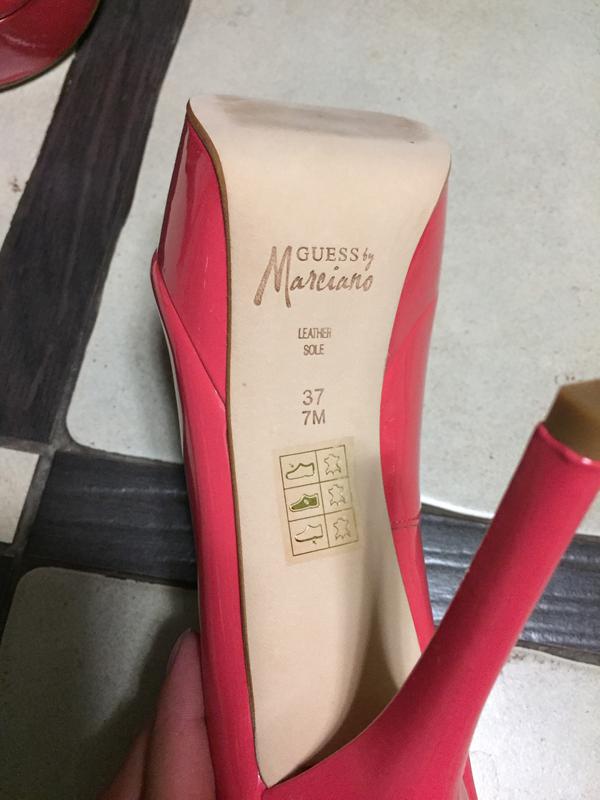 GUESS by
Marciano
LEATHER
SOLE
37
7M